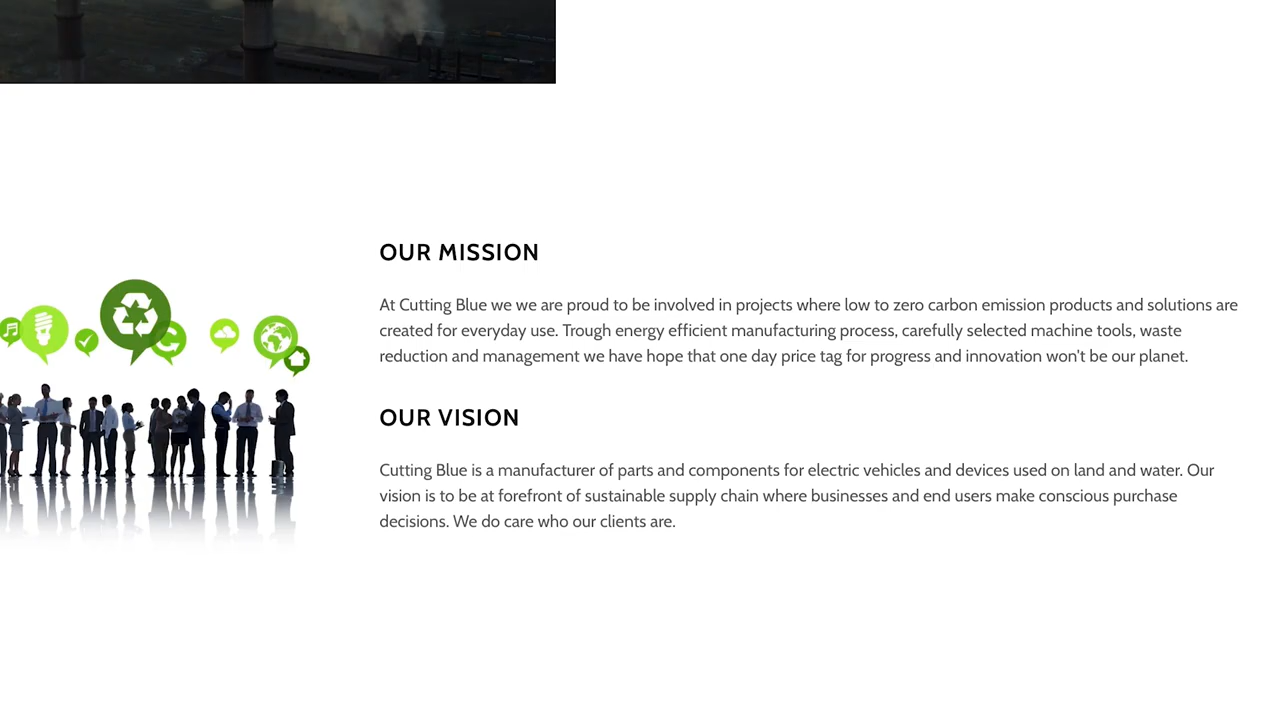 OUR MISSION
At Cutting Blue we we are proud to be involved in projects where low to zero carbon emission products and solutions are
created for everyday use. Trough energy efficient manufacturing process, carefully selected machine tools, waste
reduction and management we have hope that one day price tag for progress and innovation won't be our planet.
OUR VISION
Cutting Blue is a manufacturer of parts and components for electric vehicles and devices used on land and water. Our
vision is to be at forefront of sustainable supply chain where businesses and end users make conscious purchase
decisions. We do care who our clients are.